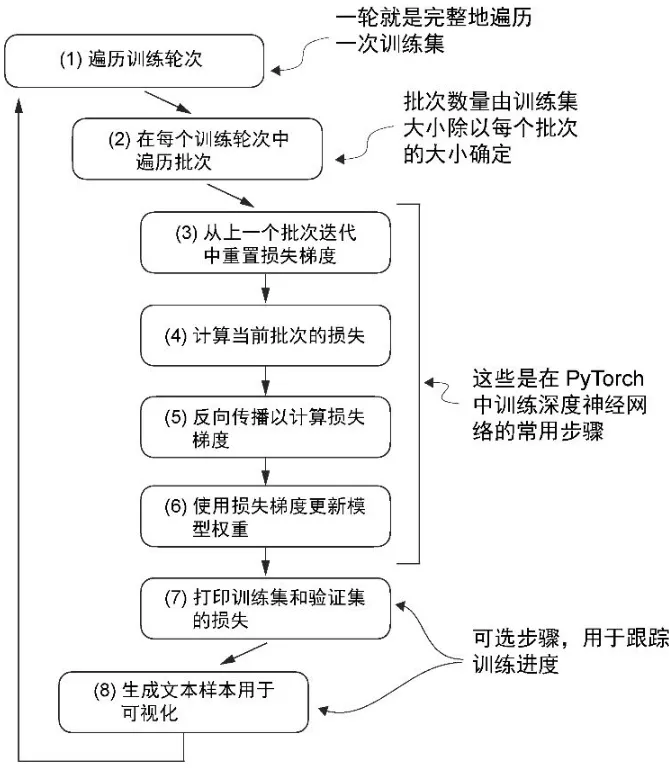 一轮就是完整地遍历
一次训练集
(1) 遍历训练轮次
批次数量由训练集
大小除以每个批次
的大小确定
(2) 在每个训练轮次中
遍历批次
(3) 从上一个批次迭代
中重置损失梯度
(4) 计算当前批次的损失
这些是在 PyTorch
中训练深度神经网
络的常用步骤
(5) 反向传播以计算损失
梯度
(6) 使用损失梯度更新模
型权重
(7) 打印训练集和验证集
的损失
可选步骤，用于跟踪
训练进度
(8) 生成文本样本用于
可视化